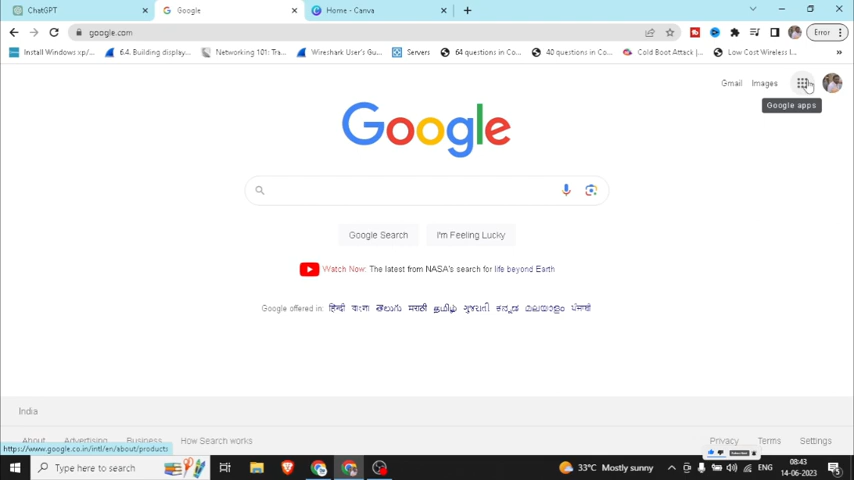 ChatGPT
Google
Home - Canva
google.com
Error
Install Windows xp/...
6.4. Building display...
Networking 101: Tra...
Wireshark User's Gu...
Servers
64 questions in Co...
40 questions in Co...
Cold Boot Attack |...
Low Cost Wireless I...
»
Gmail Images
Google apps
Google
Google Search
I'm Feeling Lucky
Watch Now: The latest from NASA's search for life beyond Earth
Google offered in: हिन्दी বাংলা తెలుగు मराठी தமிழ் ગુજરાતી ಕನ್ನಡ മലയാളം ਪੰਜਾਬੀ
India
About Advertising Business How Search works
Privacy Terms Settings
https://www.google.co.in/intl/en/about/products
Type here to search
33°C Mostly sunny
ENG
08:43
14-06-2023
5